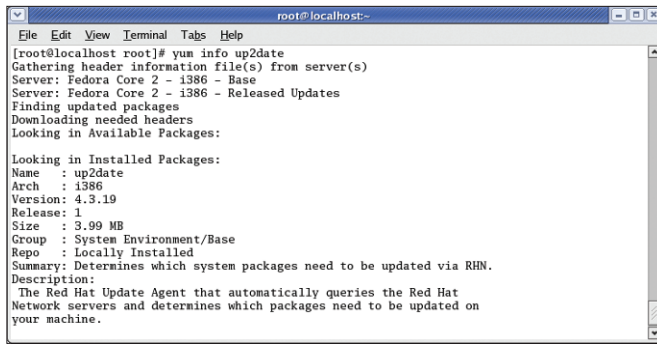 root@localhost:~
File Edit View Terminal Tabs Help
[root@localhost root]# yum info up2date
Gathering header information file(s) from server(s)
Server: Fedora Core 2 - i386 - Base
Server: Fedora Core 2 - i386 - Released Updates
Finding updated packages
Downloading needed headers
Looking in Available Packages:
Looking in Installed Packages:
Name   : up2date
Arch   : i386
Version: 4.3.19
Release: 1
Size   : 3.99 MB
Group  : System Environment/Base
Repo   : Locally Installed
Summary: Determines which system packages need to be updated via RHN.
Description:
 The Red Hat Update Agent that automatically queries the Red Hat
Network servers and determines which packages need to be updated on
your machine.